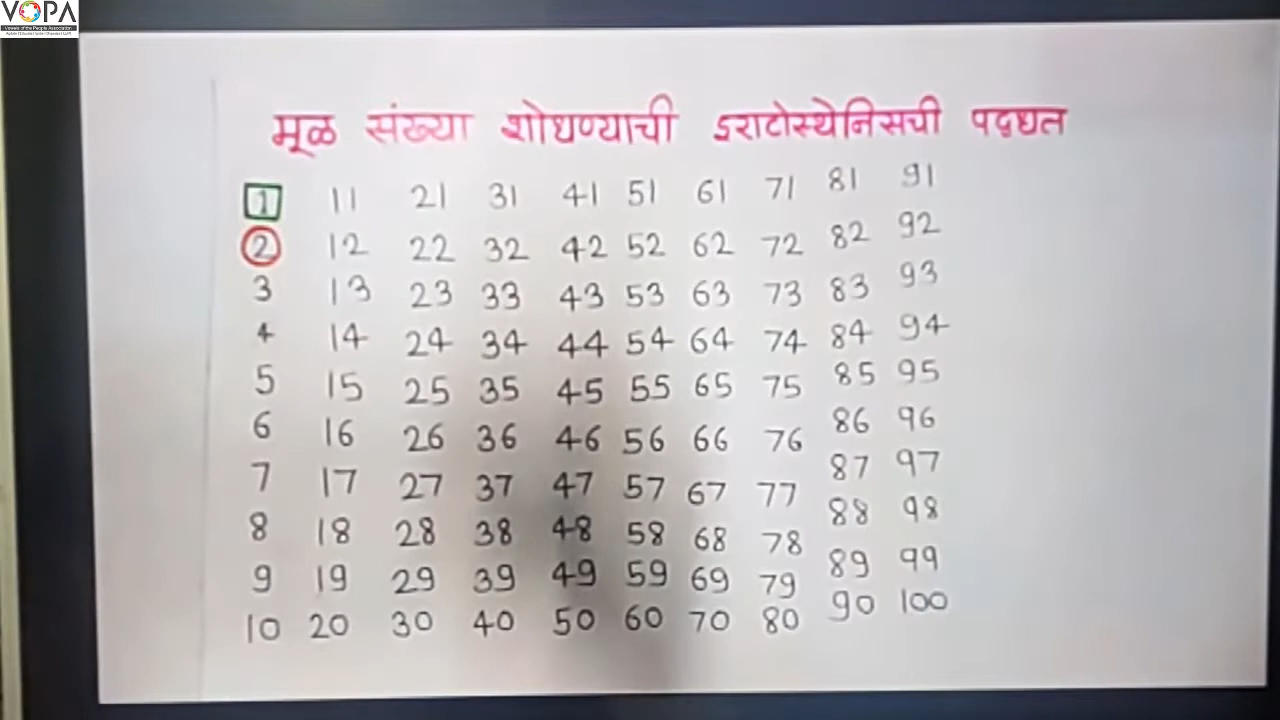 VOPA
Vowels of the People Association
मूळ संख्या शोधण्याची इराटोस्थेनिसची पद्धत
1 11 21 31 41 51 61 71 81 91
2 12 22 32 42 52 62 72 82 92
3 13 23 33 43 53 63 73 83 93
4 14 24 34 44 54 64 74 84 94
5 15 25 35 45 55 65 75 85 95
6 16 26 36 46 56 66 76 86 96
7 17 27 37 47 57 67 77 87 97
8 18 28 38 48 58 68 78 88 98
9 19 29 39 49 59 69 79 89 99
10 20 30 40 50 60 70 80 90 100